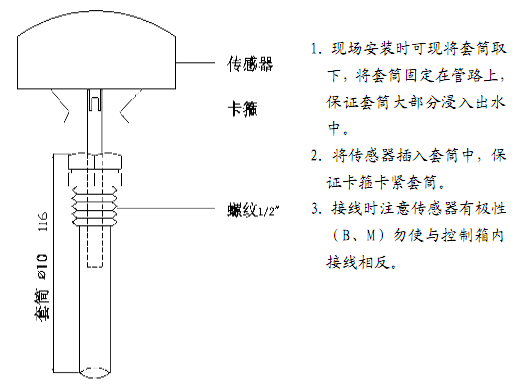 传感器
卡箍
螺纹1/2"
套筒 ø10 116
1. 现场安装时可现将套筒取
下，将套筒固定在管路上，
保证套筒大部分浸入出水
中。
2. 将传感器插入套筒中，保
证卡箍卡紧套筒。
3. 接线时注意传感器有极性
（B、M）勿使与控制箱内
接线相反。